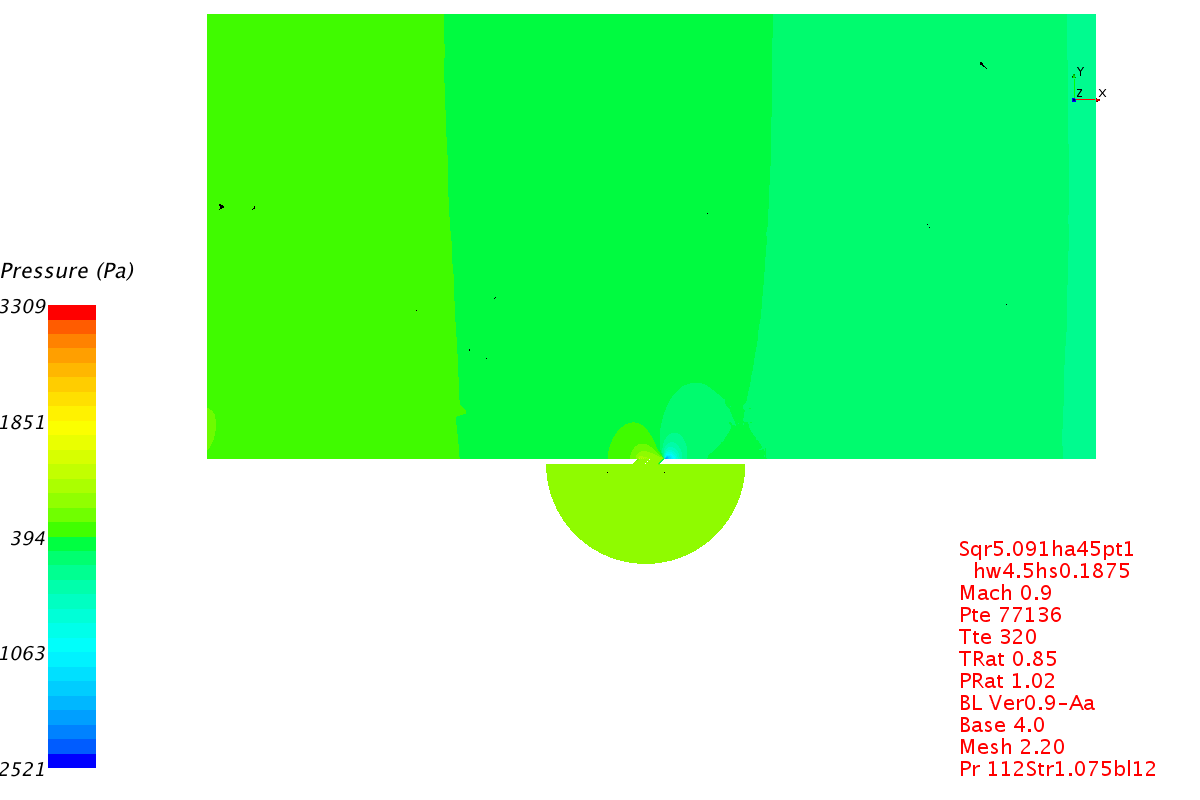 Y
Z X
Pressure (Pa)
3309
1851
394
1063
2521
Sqr5.091ha45pt1
hw4.5hs0.1875
Mach 0.9
Pte 77136
Tte 320
TRat 0.85
PRat 1.02
BL Ver0.9-Aa
Base 4.0
Mesh 2.20
Pr 112Str1.075bl12